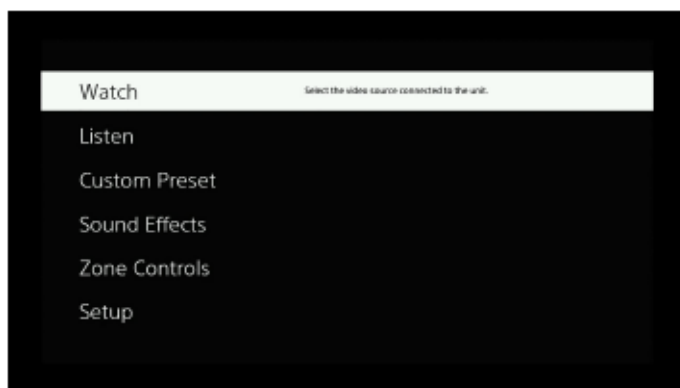 Watch Select the video source connected to the unit.
Listen
Custom Preset
Sound Effects
Zone Controls
Setup